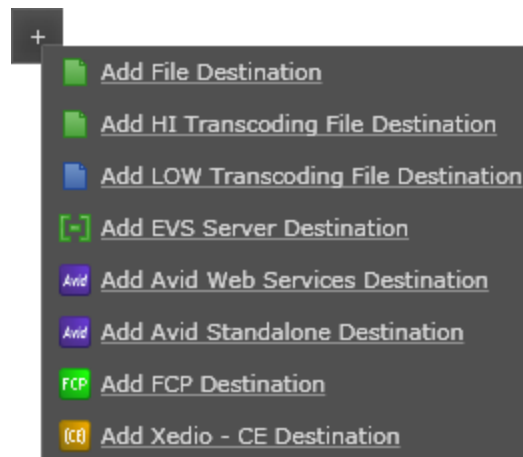 +
Add File Destination
Add HI Transcoding File Destination
Add LOW Transcoding File Destination
[-] Add EVS Server Destination
Avid Add Avid Web Services Destination
Avid Add Avid Standalone Destination
FCP Add FCP Destination
(CE) Add Xedio - CE Destination